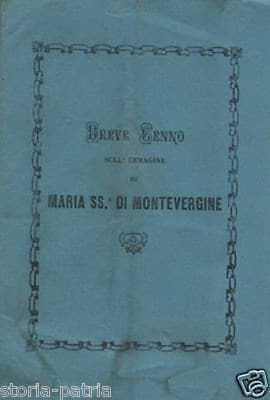 Breve Cenno
SULL' IMMAGINE
DI
MARIA SS.ª DI MONTEVERGINE
storia-patria